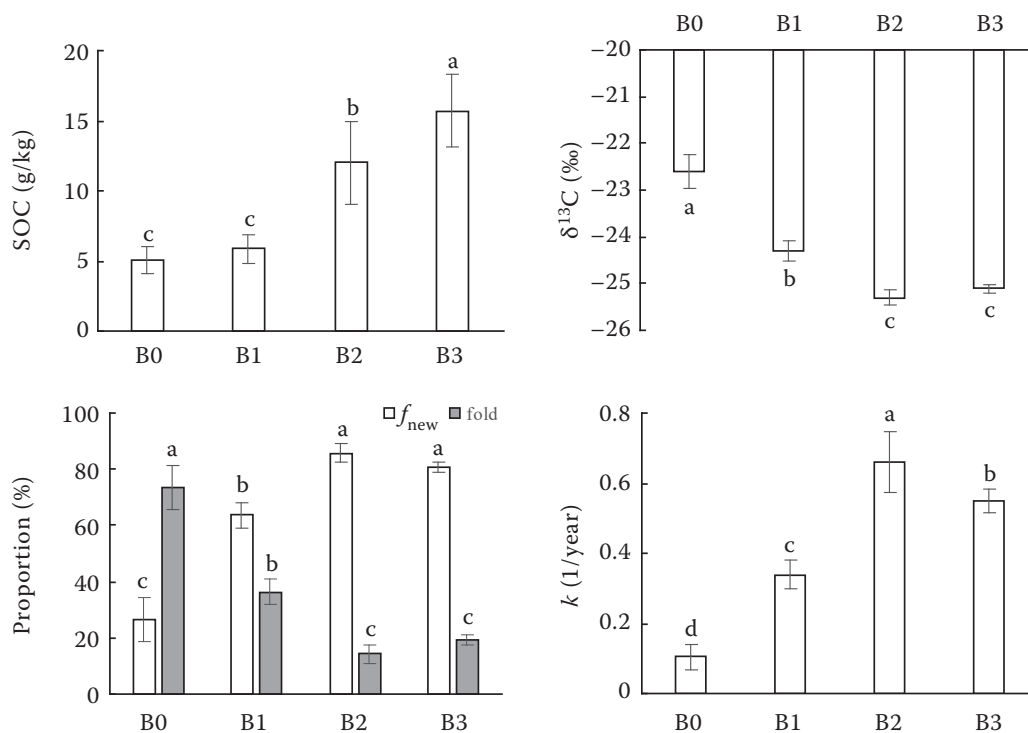 20
15
10
5
0
SOC (g/kg)
c
c
b
a
B0 B1 B2 B3
B0 B1 B2 B3
–20
–21
–22
–23
–24
–25
–26
δ¹³C (‰)
a
b
c
c
100
80
60
40
20
0
Proportion (%)
f_new fold
c
a
b
b
a
c
a
c
B0 B1 B2 B3
0.8
0.6
0.4
0.2
0
k (1/year)
d
c
a
b
B0 B1 B2 B3